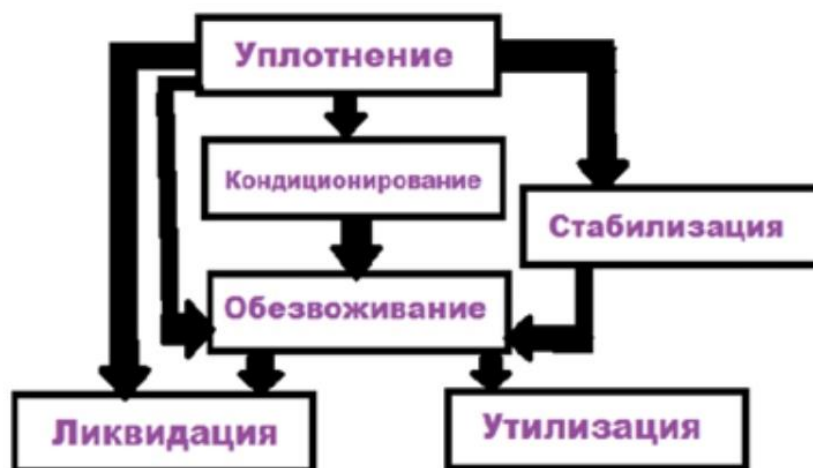 Уплотнение
Кондиционирование
Стабилизация
Обезвоживание
Ликвидация
Утилизация